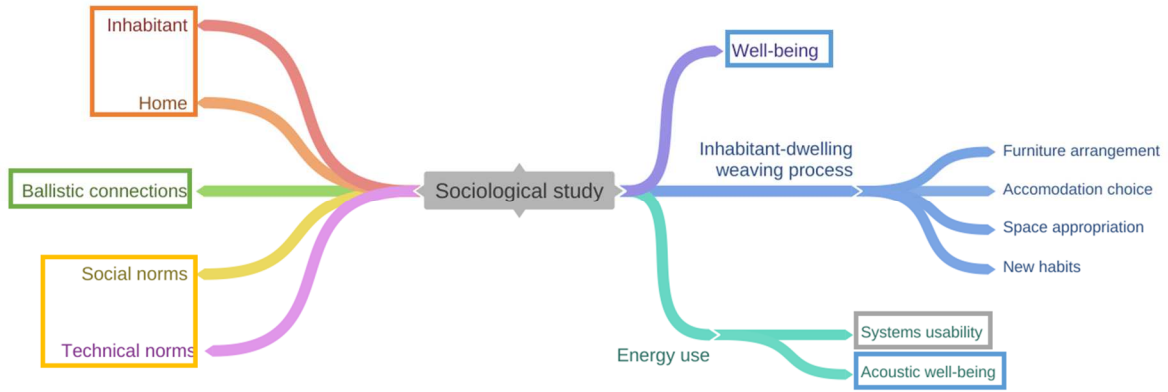 Inhabitant
Home
Ballistic connections
Social norms
Technical norms
Sociological study
Well-being
Inhabitant-dwelling
weaving process
Furniture arrangement
Accomodation choice
Space appropriation
New habits
Energy use
Systems usability
Acoustic well-being